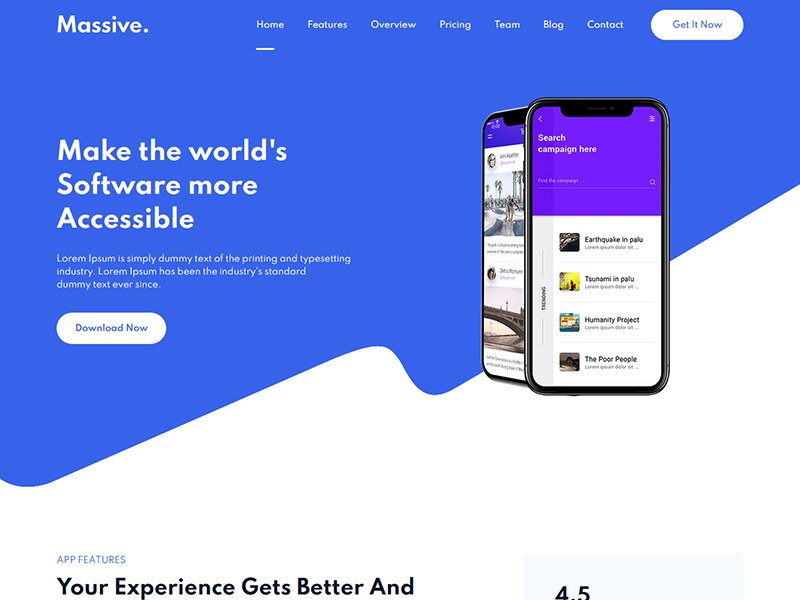 Massive.
Home Features Overview Pricing Team Blog Contact Get It Now
Make the world's
Software more
Accessible
Lorem Ipsum is simply dummy text of the printing and typesetting
industry. Lorem Ipsum has been the industry's standard
dummy text ever since.
Download Now
Search
campaign here
Find the campaign ...
TRENDING
Earthquake in palu
Lorem ipsum dolor sit ...
Tsunami in palu
Lorem ipsum dolor sit ...
Humanity Project
Lorem ipsum dolor sit ...
The Poor People
Lorem ipsum dolor sit ...
APP FEATURES
Your Experience Gets Better And
4.5